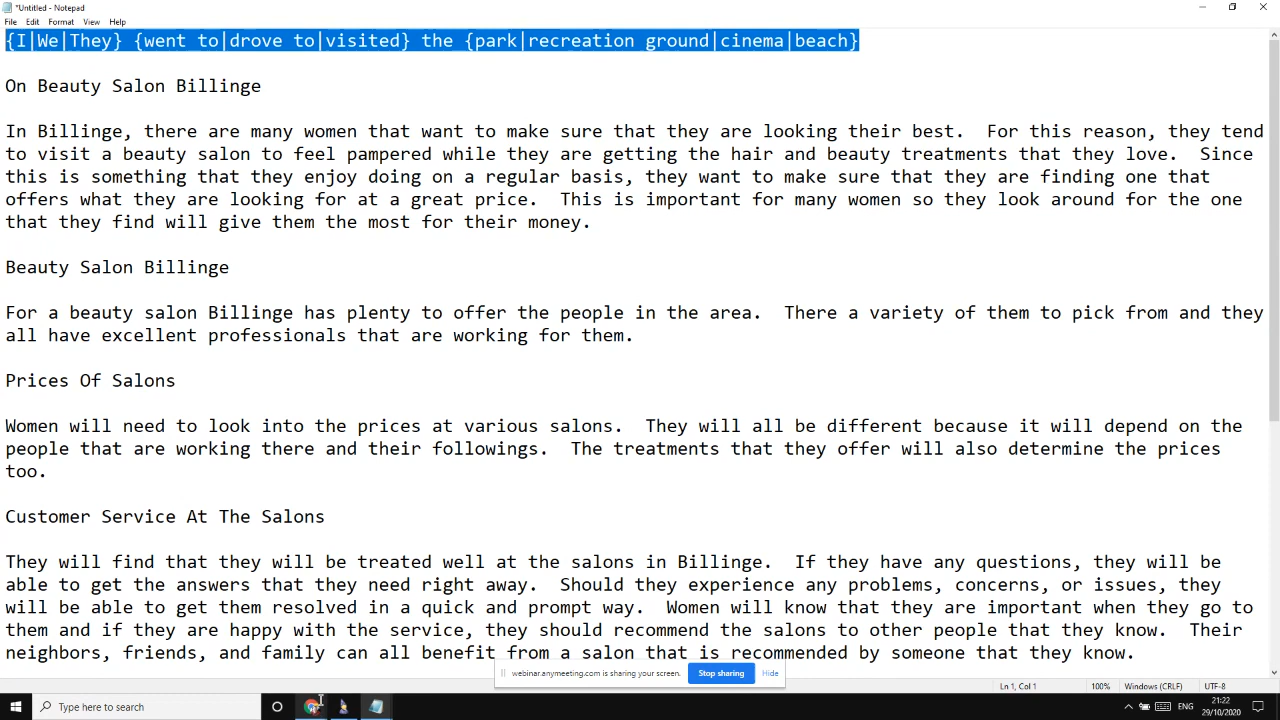 *Untitled - Notepad
File Edit Format View Help
{I|We|They} {went to|drove to|visited} the {park|recreation ground|cinema|beach}
On Beauty Salon Billinge
In Billinge, there are many women that want to make sure that they are looking their best.  For this reason, they tend
to visit a beauty salon to feel pampered while they are getting the hair and beauty treatments that they love.  Since
this is something that they enjoy doing on a regular basis, they want to make sure that they are finding one that
offers what they are looking for at a great price.  This is important for many women so they look around for the one
that they find will give them the most for their money.
Beauty Salon Billinge
For a beauty salon Billinge has plenty to offer the people in the area.  There a variety of them to pick from and they
all have excellent professionals that are working for them.
Prices Of Salons
Women will need to look into the prices at various salons.  They will all be different because it will depend on the
people that are working there and their followings.  The treatments that they offer will also determine the prices
too.
Customer Service At The Salons
They will find that they will be treated well at the salons in Billinge.  If they have any questions, they will be
able to get the answers that they need right away.  Should they experience any problems, concerns, or issues, they
will be able to get them resolved in a quick and prompt way.  Women will know that they are important when they go to
them and if they are happy with the service, they should recommend the salons to other people that they know.  Their
neighbors, friends, and family can all benefit from a salon that is recommended by someone that they know.
webinar.anymeeting.com is sharing your screen. Stop sharing Hide
Ln 1, Col 1 100% Windows (CRLF) UTF-8
Type here to search
ENG
21:22
29/10/2020